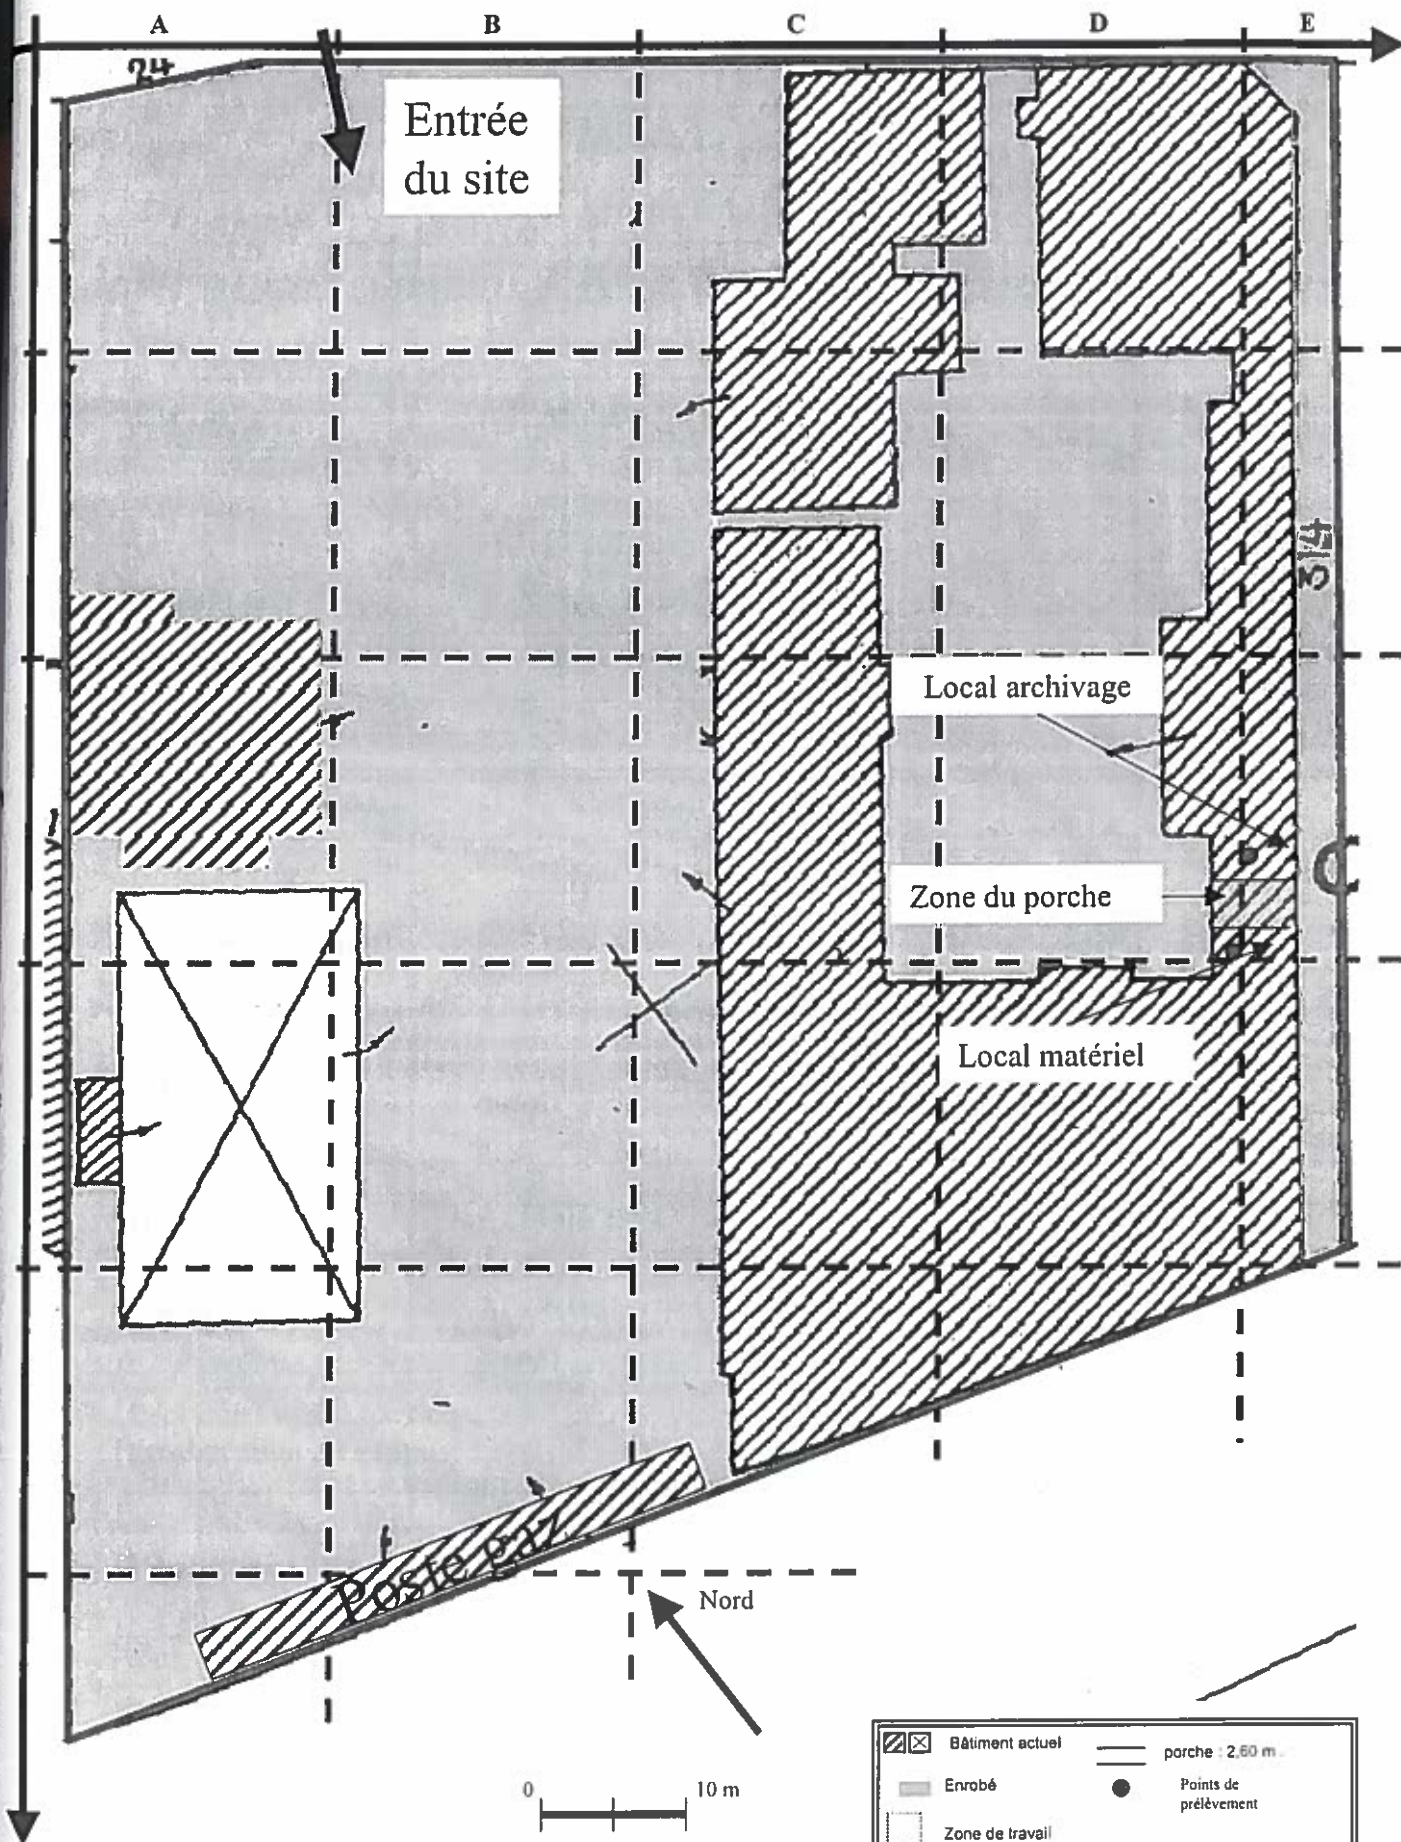 A B C D E
24
Entrée
du site
314
Local archivage
Zone du porche
Local matériel
Poste gaz
Nord
0 10 m
Bâtiment actuel
porche : 2,60 m.
Enrobé
Points de
prélèvement
Zone de travail